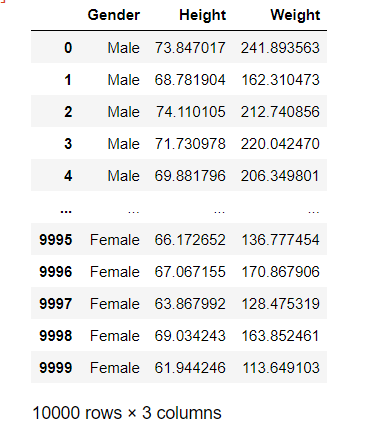 Gender Height Weight
0 Male 73.847017 241.893563
1 Male 68.781904 162.310473
2 Male 74.110105 212.740856
3 Male 71.730978 220.042470
4 Male 69.881796 206.349801
... ... ... ...
9995 Female 66.172652 136.777454
9996 Female 67.067155 170.867906
9997 Female 63.867992 128.475319
9998 Female 69.034243 163.852461
9999 Female 61.944246 113.649103
10000 rows × 3 columns